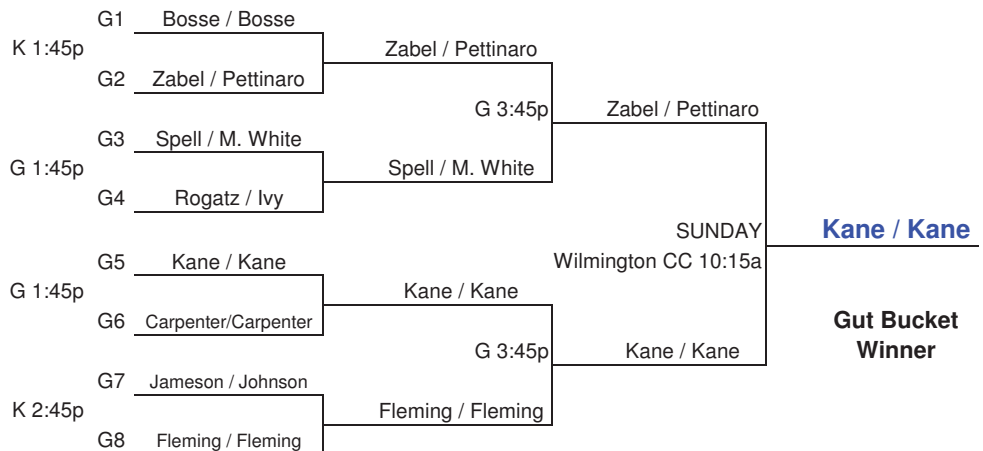 G1 Bosse / Bosse
K 1:45p Zabel / Pettinaro
G2 Zabel / Pettinaro
G 3:45p Zabel / Pettinaro
G3 Spell / M. White
G 1:45p Spell / M. White
G4 Rogatz / Ivy
SUNDAY Kane / Kane
Wilmington CC 10:15a
G5 Kane / Kane
G 1:45p Kane / Kane
G6 Carpenter/Carpenter
Gut Bucket
Winner
G 3:45p Kane / Kane
G7 Jameson / Johnson
K 2:45p Fleming / Fleming
G8 Fleming / Fleming